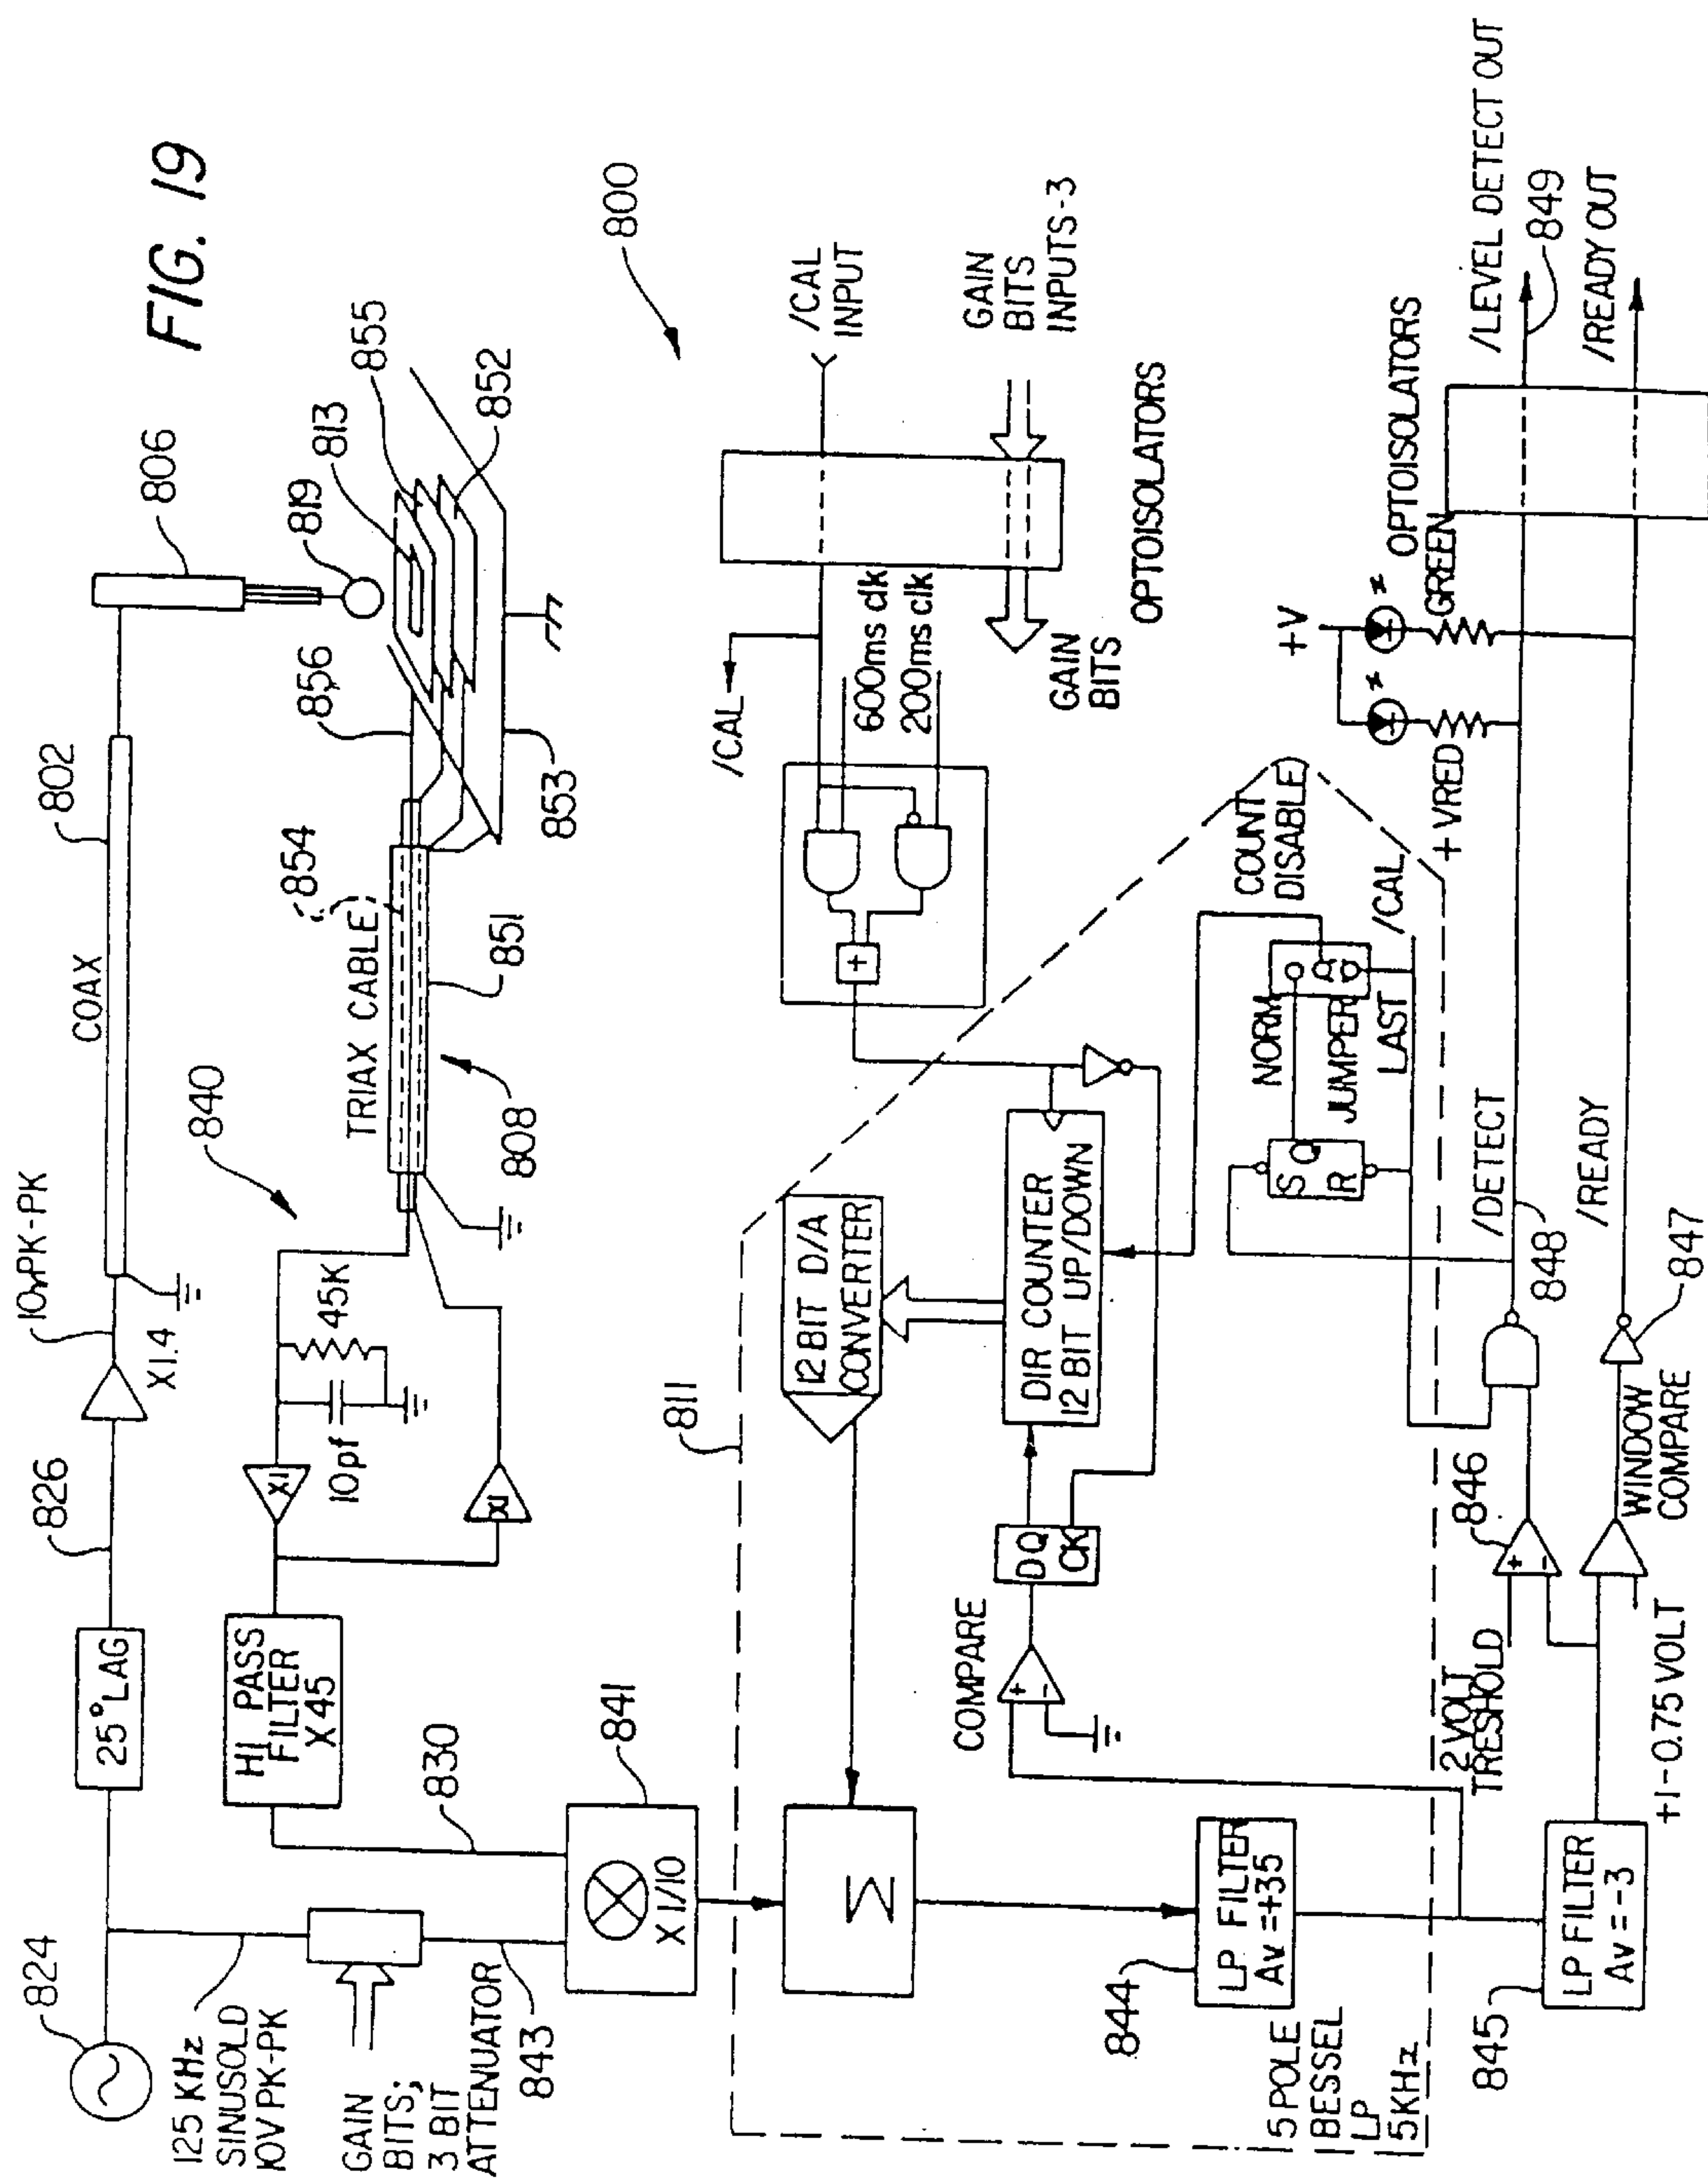 FIG. 19
824
125 KHz
SINUSOLD
10V PK-PK
25° LAG
826
X1.4
10vPK-PK
COAX
802
806
819
813
855
852
856
853
854
TRIAX CABLE
851
808
840
45K
10pf
X1
X1
HI PASS
FILTER
X 45
830
GAIN
BITS;
3 BIT
ATTENUATOR
843
841
X 1/10
811
Σ
12 BIT D/A
CONVERTER
DIR COUNTER
12 BIT UP/DOWN
COMPARE
+
-
D Q
CK
+
/CAL
600ms clk
200ms clk
/CAL
INPUT
GAIN
BITS
INPUTS-3
GAIN
BITS
OPTOISOLATORS
800
COUNT
DISABLE
NORM
JUMPER
LAST
/CAL
S
Q
R
844
LP FILTER
Av =+35
5 POLE
BESSEL
LP
5KHz
845
LP FILTER
Av = -3
2 VOLT
TRESHOLD
+1-0.75 VOLT
846
+
-
WINDOW
COMPARE
847
848
/DETECT
/READY
+ VRED
+V
GREEN
OPTOISOLATORS
/LEVEL DETECT OUT
849
/READY OUT